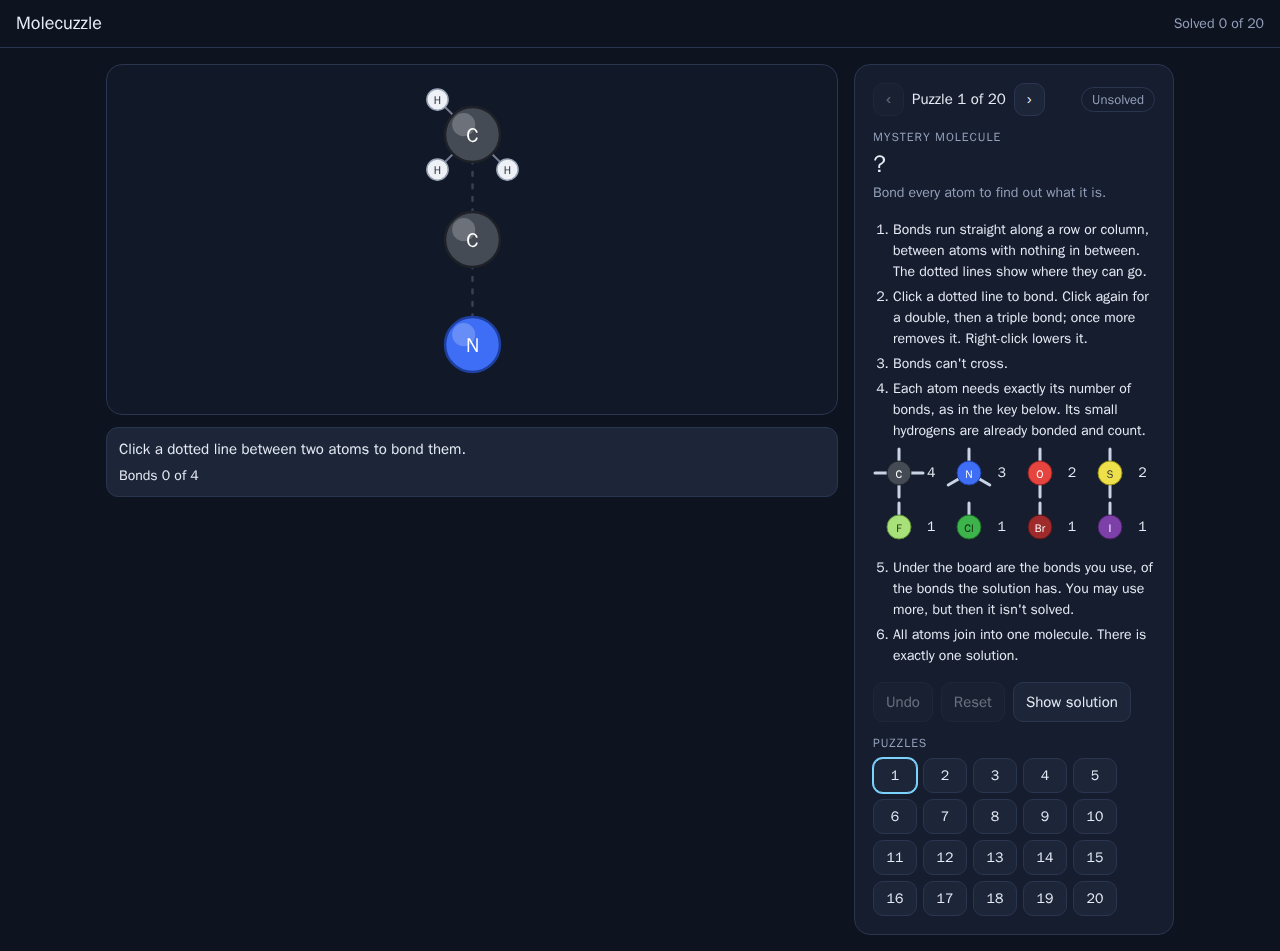 Molecuzzle
Solved 0 of 20
H
C
H
H
C
N
Click a dotted line between two atoms to bond them.
Bonds 0 of 4
‹
Puzzle 1 of 20
›
Unsolved
MYSTERY MOLECULE
?
Bond every atom to find out what it is.
1. Bonds run straight along a row or column,
between atoms with nothing in between.
The dotted lines show where they can go.
2. Click a dotted line to bond. Click again for
a double, then a triple bond; once more
removes it. Right-click lowers it.
3. Bonds can't cross.
4. Each atom needs exactly its number of
bonds, as in the key below. Its small
hydrogens are already bonded and count.
C 4 N 3 O 2 S 2
F 1 Cl 1 Br 1 I 1
5. Under the board are the bonds you use, of
the bonds the solution has. You may use
more, but then it isn't solved.
6. All atoms join into one molecule. There is
exactly one solution.
Undo Reset Show solution
PUZZLES
1 2 3 4 5
6 7 8 9 10
11 12 13 14 15
16 17 18 19 20